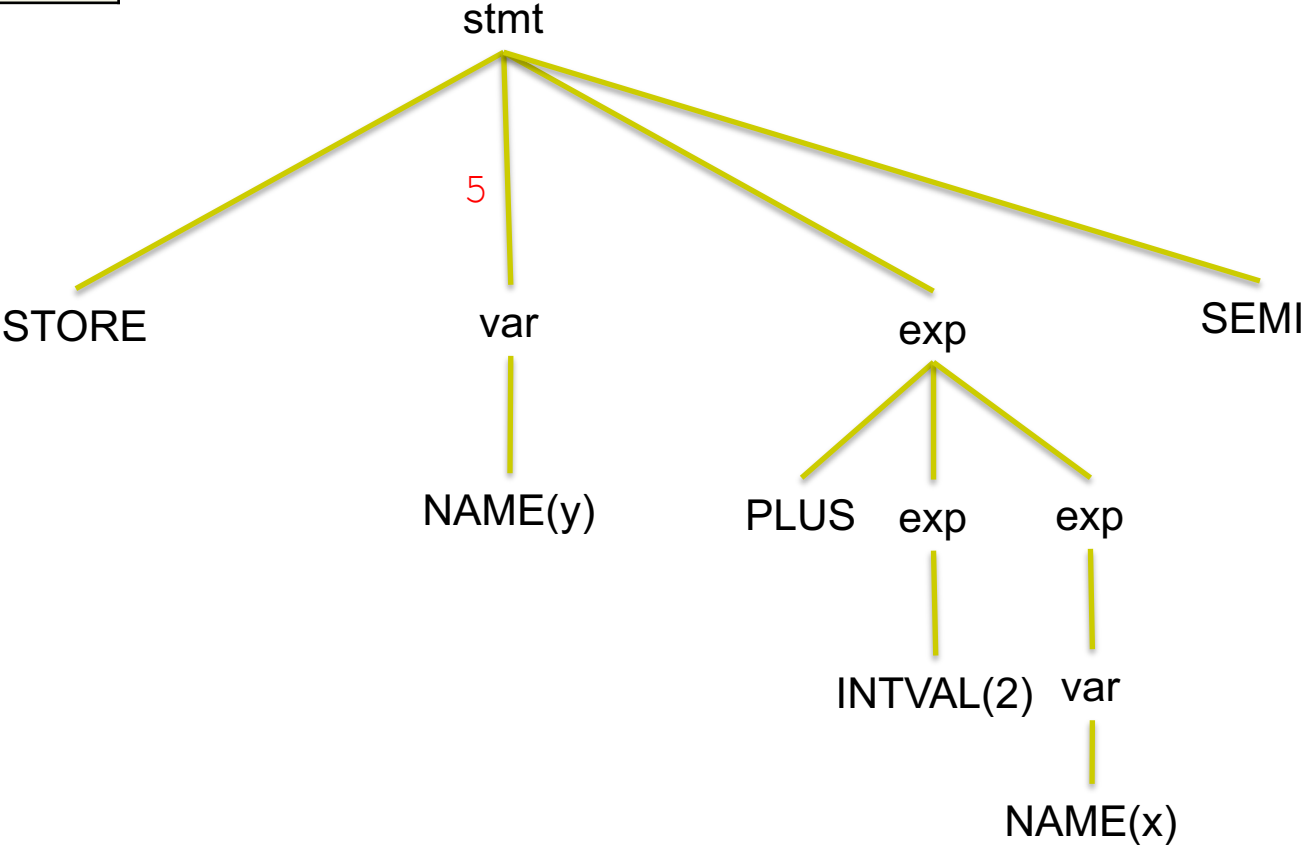 stmt
5
STORE
var
exp
SEMI
NAME(y)
PLUS
exp
exp
INTVAL(2)
var
NAME(x)